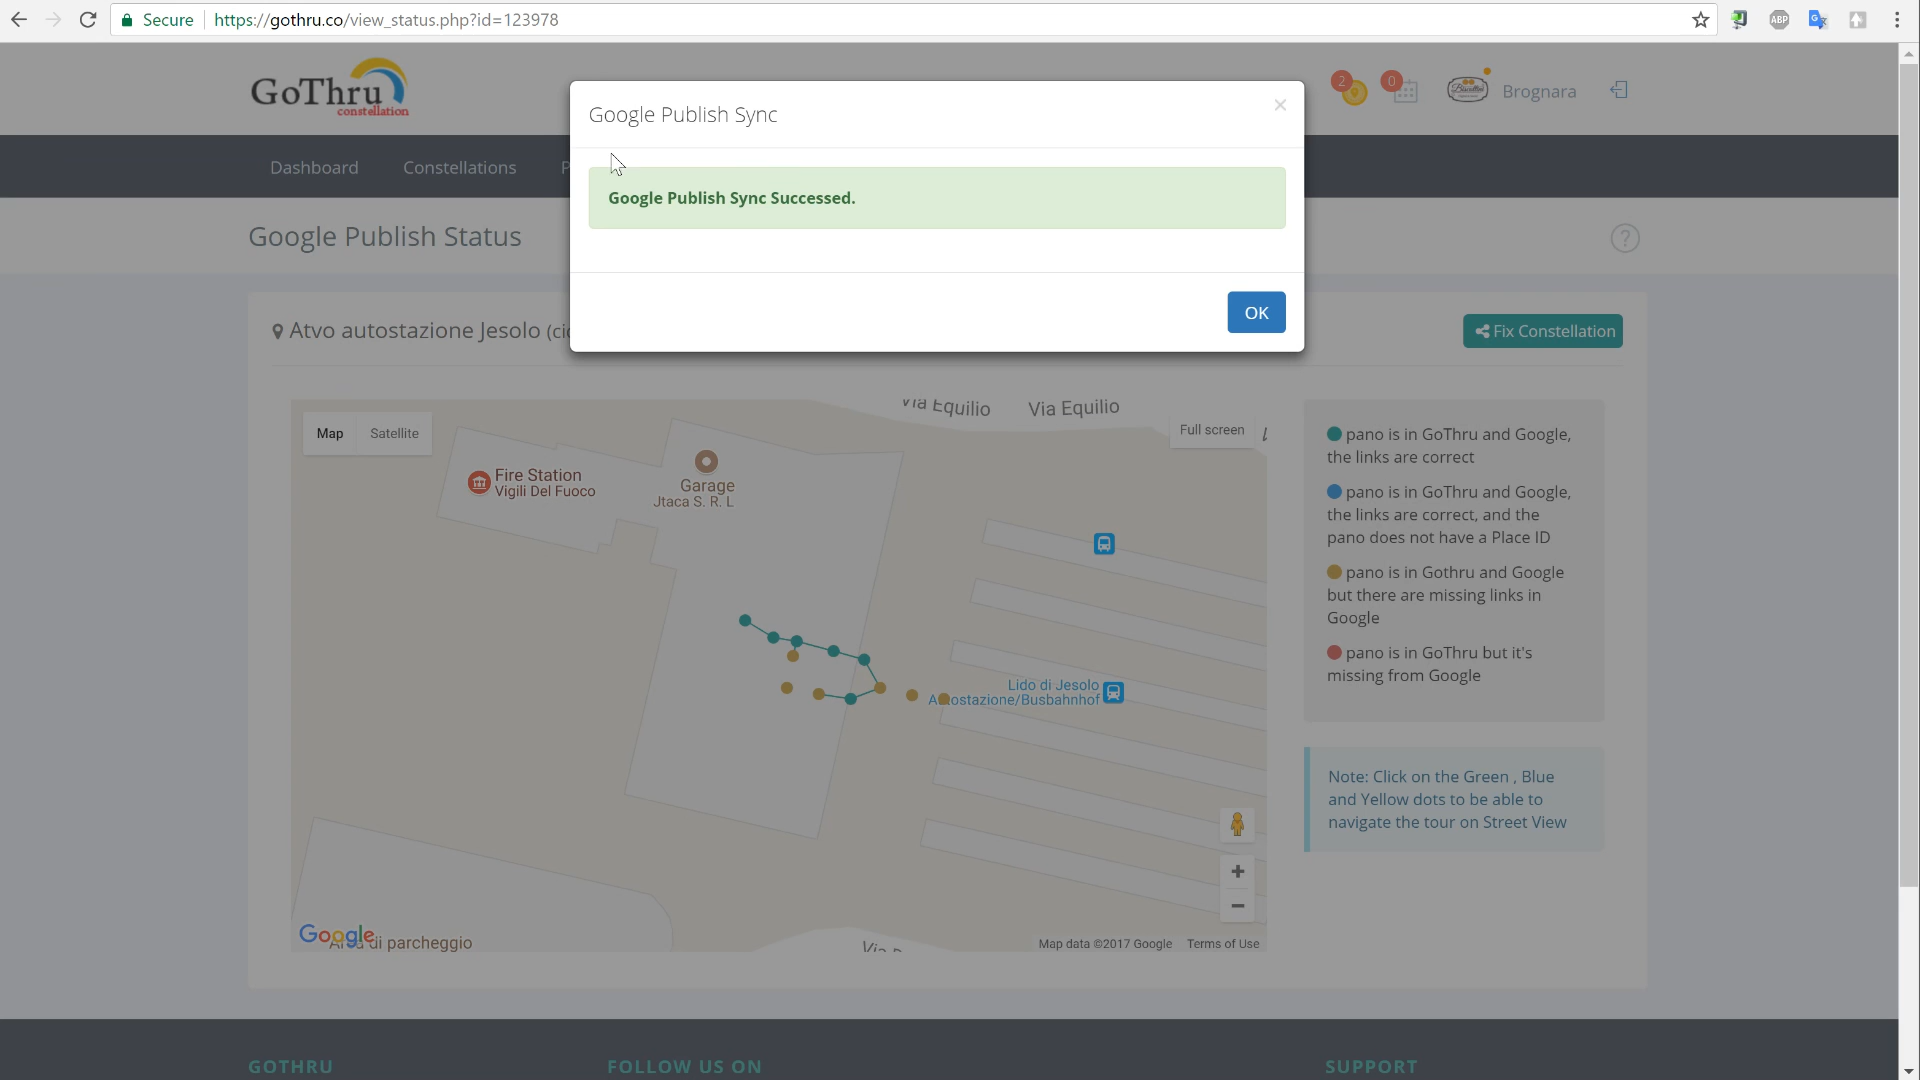 Secure
https://gothru.co/view_status.php?id=123978
ABP
GoThru
constellation
Google Publish Sync
×
2
0
Brognara
Dashboard
Constellations
P
Google Publish Sync Successed.
Google Publish Status
?
OK
Atvo autostazione Jesolo
Fix Constellation
Via Equilio
Via Equilio
Map
Satellite
Full screen
Fire Station
Vigili Del Fuoco
Garage
Jtaca S. R. L
Lido di Jesolo
Autostazione/Busbahnhof
Google
Area di parcheggio
Via
Map data ©2017 Google
Terms of Use
pano is in GoThru and Google,
the links are correct
pano is in GoThru and Google,
the links are correct, and the
pano does not have a Place ID
pano is in Gothru and Google
but there are missing links in
Google
pano is in GoThru but it's
missing from Google
Note: Click on the Green , Blue
and Yellow dots to be able to
navigate the tour on Street View
GOTHRU
FOLLOW US ON
SUPPORT